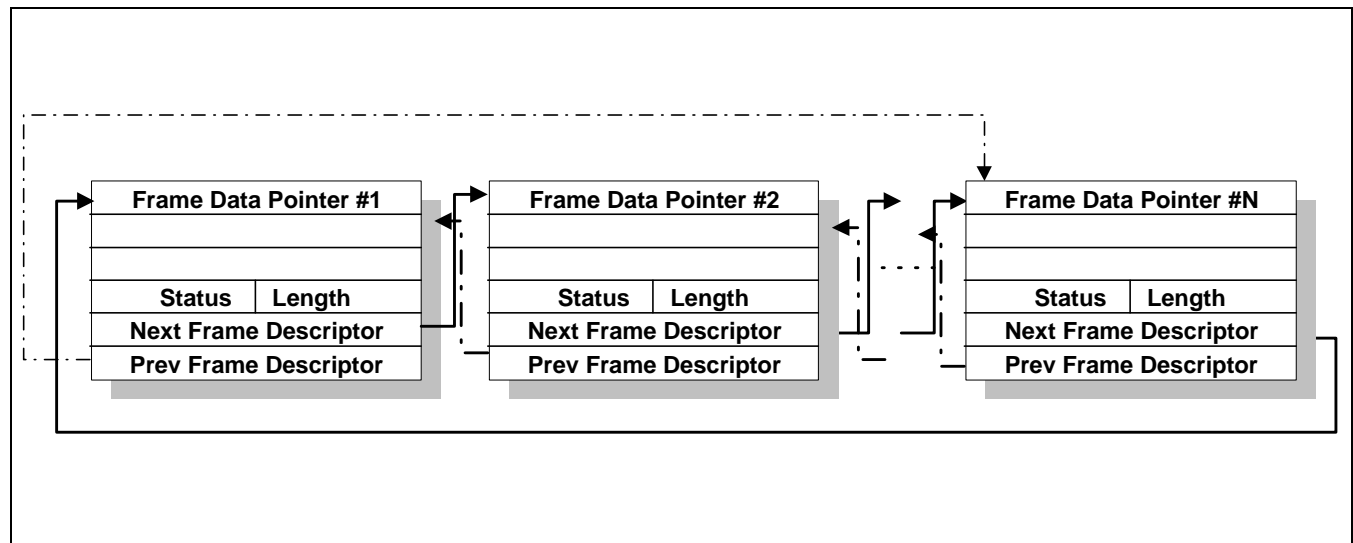 Frame Data Pointer #1
Status Length
Next Frame Descriptor
Prev Frame Descriptor
Frame Data Pointer #2
Status Length
Next Frame Descriptor
Prev Frame Descriptor
Frame Data Pointer #N
Status Length
Next Frame Descriptor
Prev Frame Descriptor